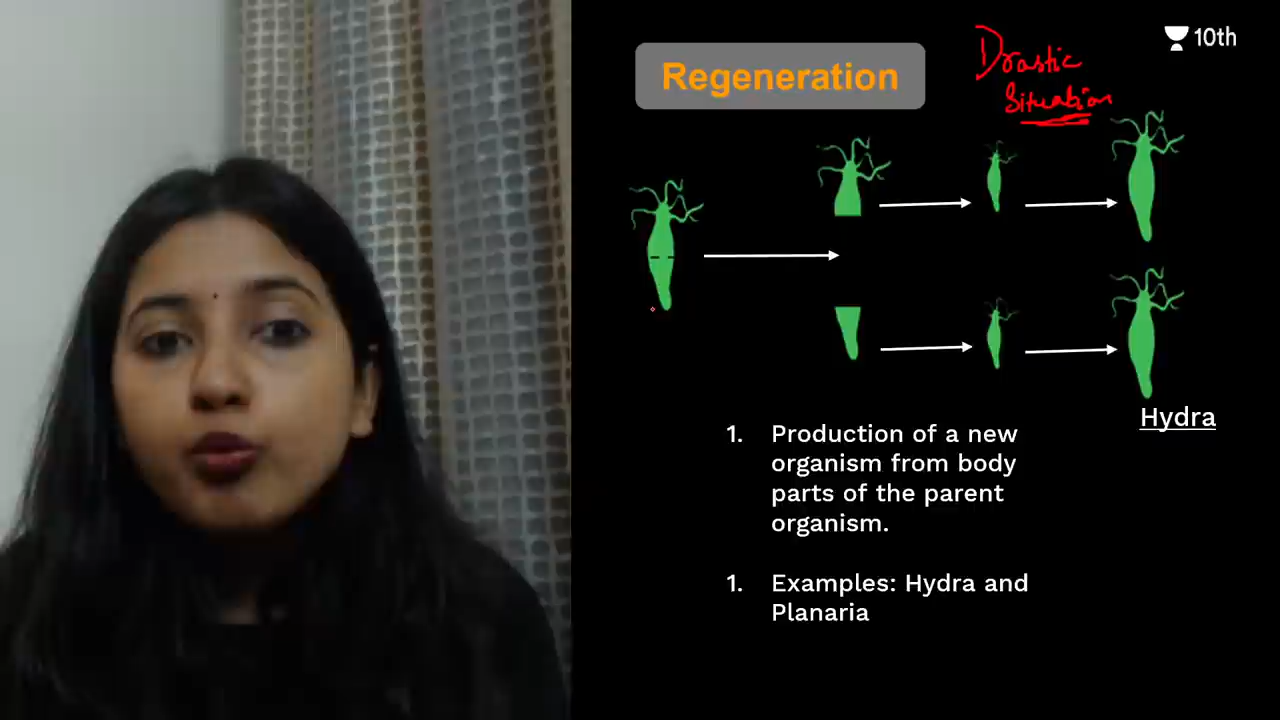 Regeneration
Drastic
Situation
10th
Hydra
1. Production of a new
organism from body
parts of the parent
organism.
1. Examples: Hydra and
Planaria